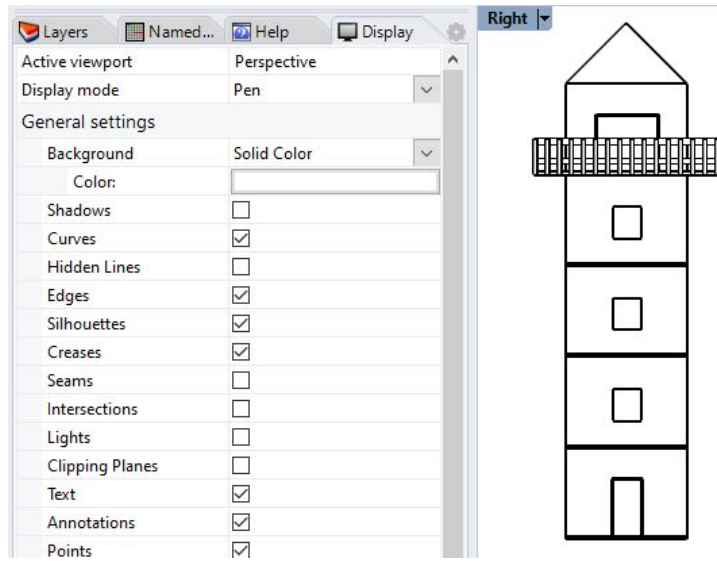 Layers Named... Help Display
Right
Active viewport Perspective
Display mode Pen
General settings
Background Solid Color
Color:
Shadows
Curves
Hidden Lines
Edges
Silhouettes
Creases
Seams
Intersections
Lights
Clipping Planes
Text
Annotations
Points